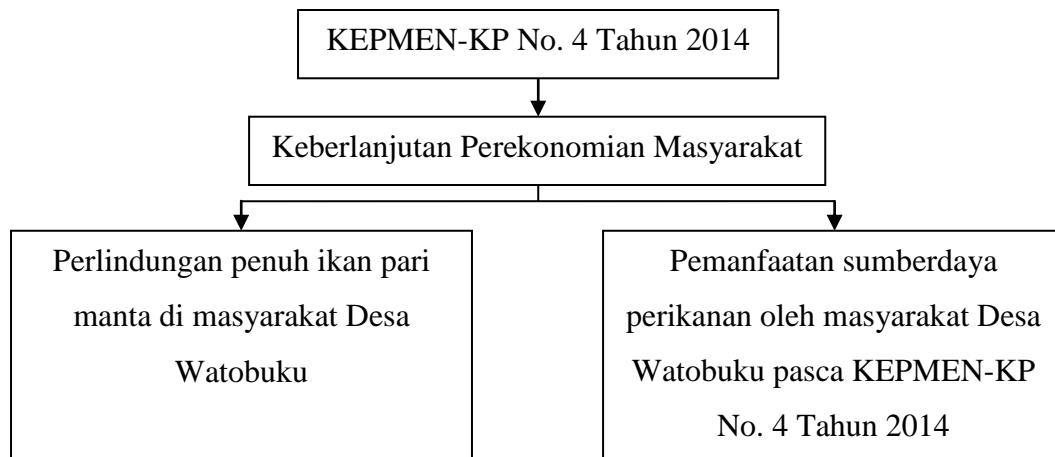 KEPMEN-KP No. 4 Tahun 2014
Keberlanjutan Perekonomian Masyarakat
Perlindungan penuh ikan pari
manta di masyarakat Desa
Watobuku
Pemanfaatan sumberdaya
perikanan oleh masyarakat Desa
Watobuku pasca KEPMEN-KP
No. 4 Tahun 2014